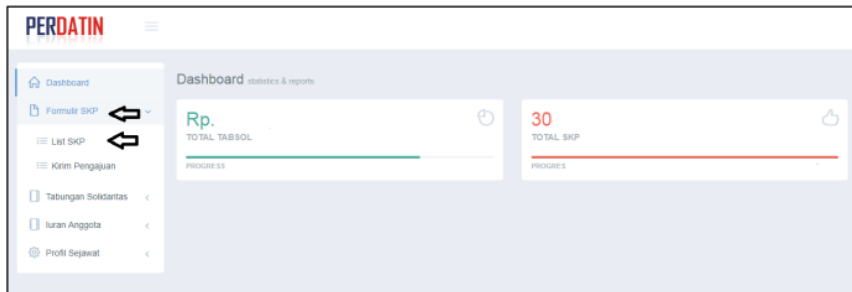 PERDATIN
Dashboard
Formulir SKP
List SKP
Kirim Pengajuan
Tabungan Solidaritas
Iuran Anggota
Profil Sejawat
Dashboard statistics & reports
Rp.
TOTAL TABSOL
PROGRESS
30
TOTAL SKP
PROGRES